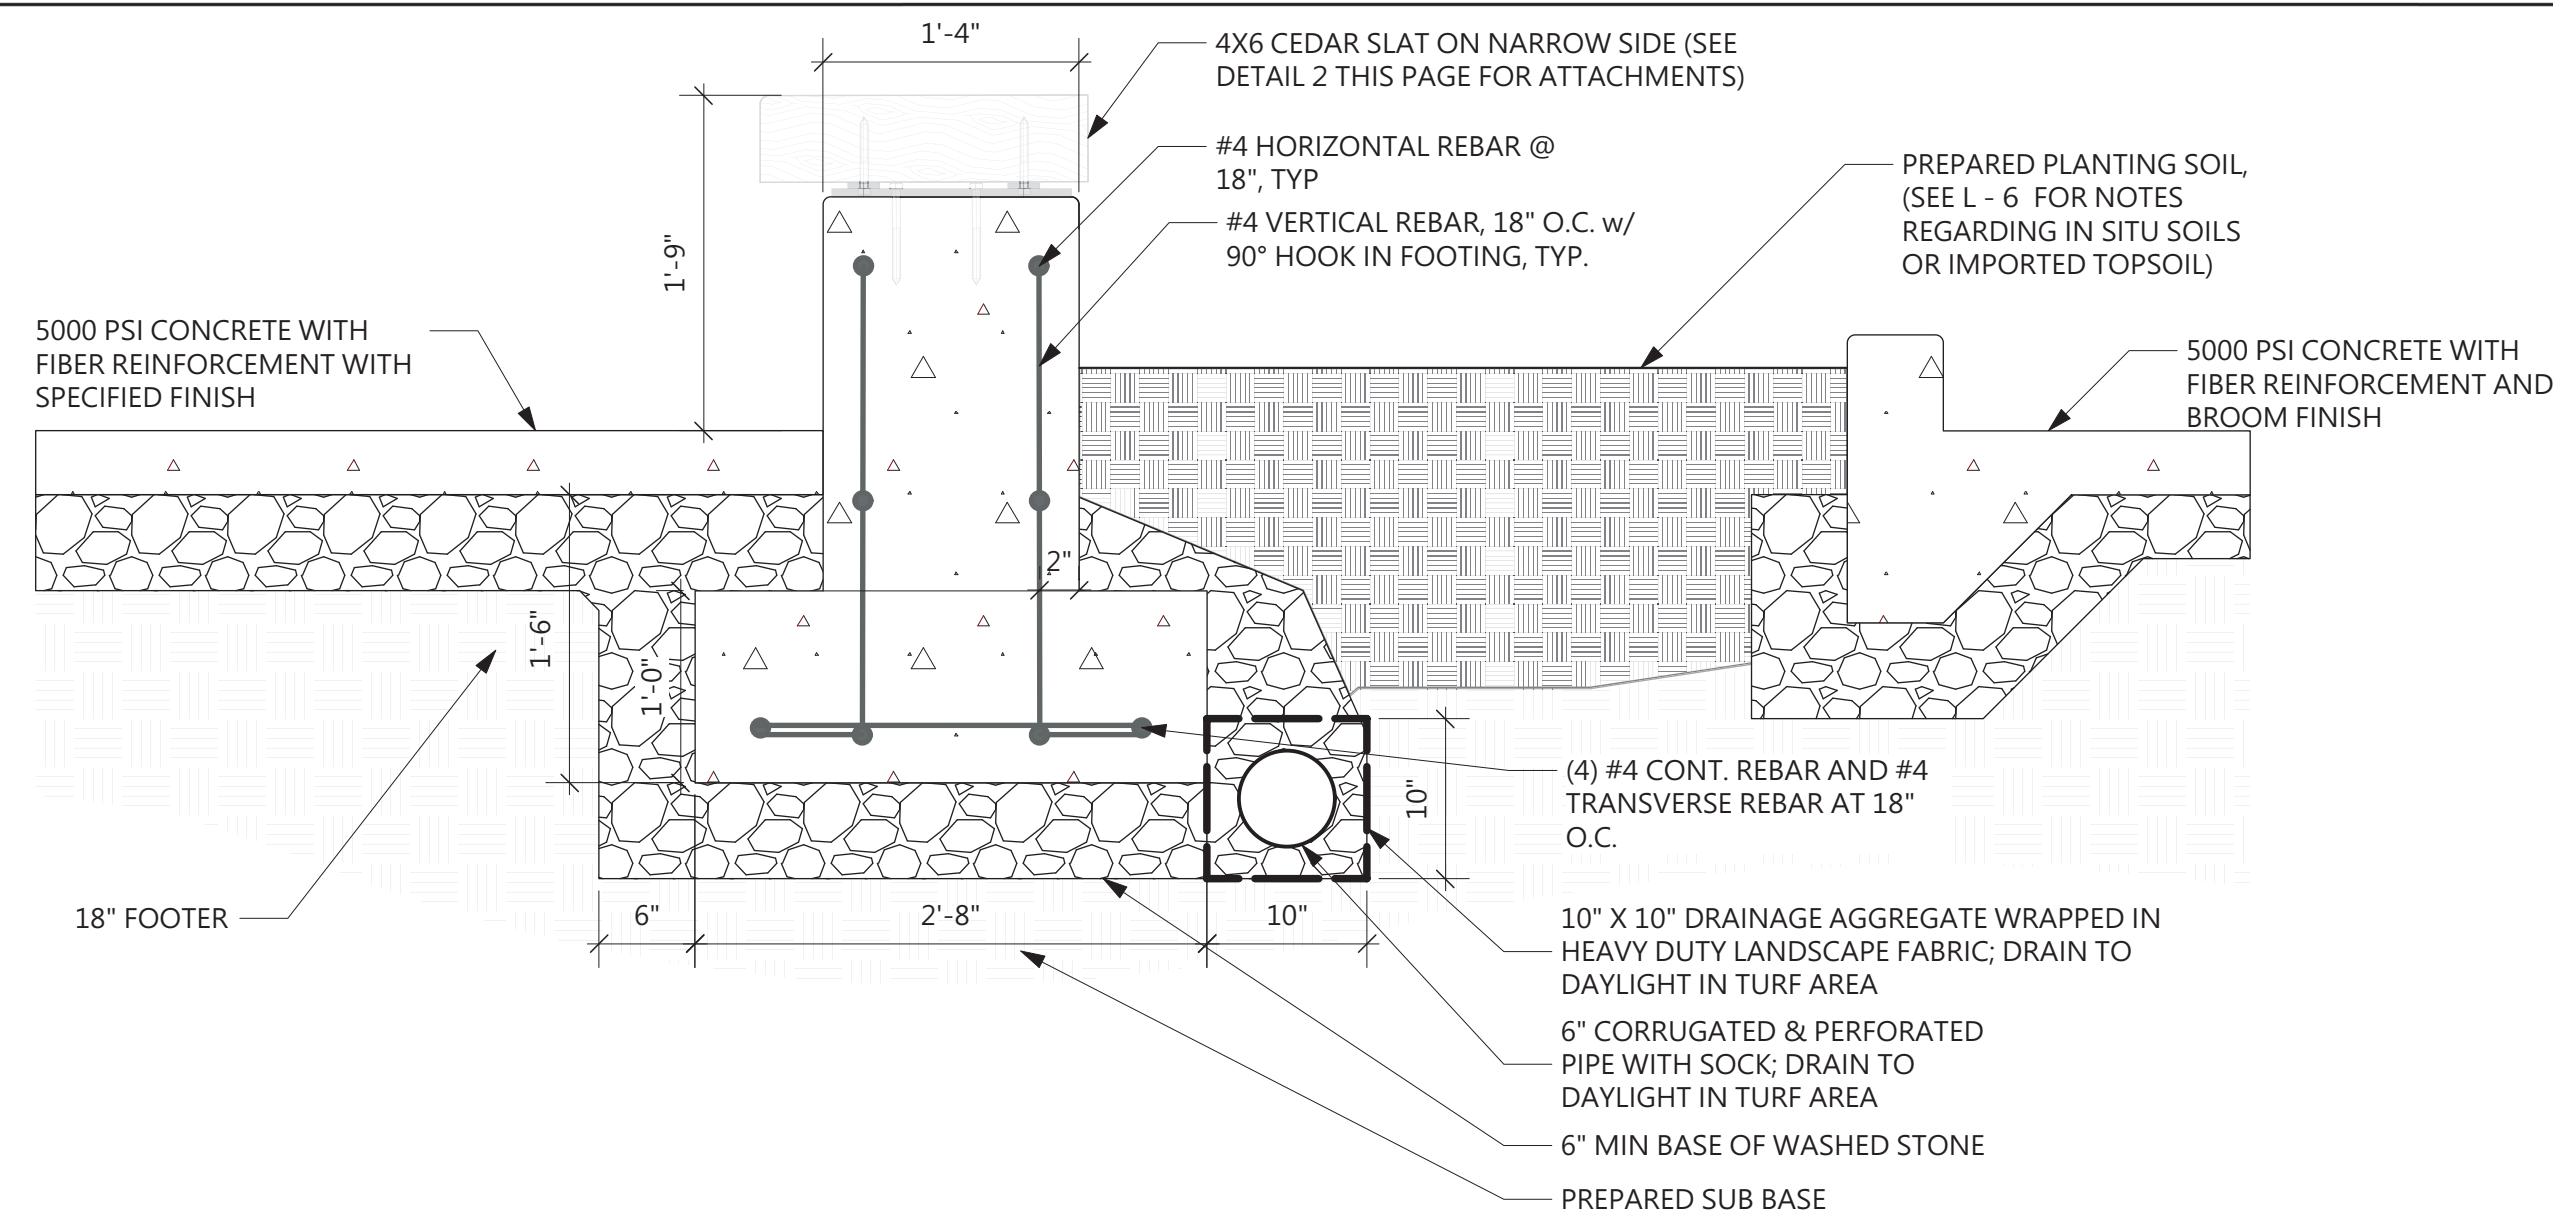 1'-4"
4X6 CEDAR SLAT ON NARROW SIDE (SEE
DETAIL 2 THIS PAGE FOR ATTACHMENTS)
#4 HORIZONTAL REBAR @
18", TYP
#4 VERTICAL REBAR, 18" O.C. w/
90° HOOK IN FOOTING, TYP.
PREPARED PLANTING SOIL,
(SEE L - 6 FOR NOTES
REGARDING IN SITU SOILS
OR IMPORTED TOPSOIL)
1'-9"
5000 PSI CONCRETE WITH
FIBER REINFORCEMENT WITH
SPECIFIED FINISH
5000 PSI CONCRETE WITH
FIBER REINFORCEMENT AND
BROOM FINISH
2"
1'-6"
1'-0"
10"
(4) #4 CONT. REBAR AND #4
TRANSVERSE REBAR AT 18"
O.C.
18" FOOTER
6"
2'-8"
10"
10" X 10" DRAINAGE AGGREGATE WRAPPED IN
HEAVY DUTY LANDSCAPE FABRIC; DRAIN TO
DAYLIGHT IN TURF AREA
6" CORRUGATED & PERFORATED
PIPE WITH SOCK; DRAIN TO
DAYLIGHT IN TURF AREA
6" MIN BASE OF WASHED STONE
PREPARED SUB BASE